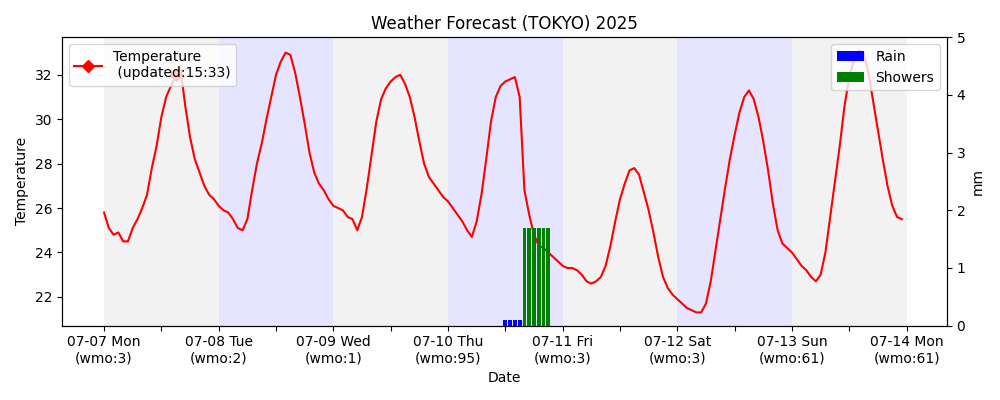 Weather Forecast (TOKYO) 2025
Temperature
(updated:15:33)
Rain
Showers
Temperature
32
30
28
26
24
22
5
4
3
2
1
0
mm
07-07 Mon
(wmo:3)
07-08 Tue
(wmo:2)
07-09 Wed
(wmo:1)
07-10 Thu
(wmo:95)
07-11 Fri
(wmo:3)
07-12 Sat
(wmo:3)
07-13 Sun
(wmo:61)
07-14 Mon
(wmo:61)
Date